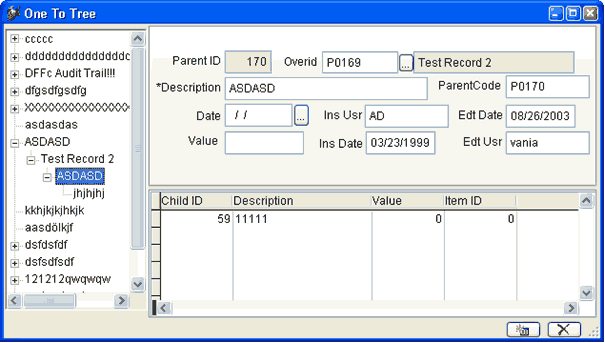 One To Tree
ccccc
ddddddddddddddd
DFFc Audit Trail!!!
dfgsdfgsdfg
asdasdas
ASDASD
Test Record 2
ASDASD
jhjhjhj
kkhjkjkjhkjk
aasdölkjf
dsfdsfdf
dsfsdfsdf
121212qwqwqw
Parent ID 170 Overid P0169 ... Test Record 2
*Description ASDASD ParentCode P0170
Date / / ... Ins Usr AD Edt Date 08/26/2003
Value Ins Date 03/23/1999 Edt Usr vania
Child ID Description Value Item ID
59 11111 0 0